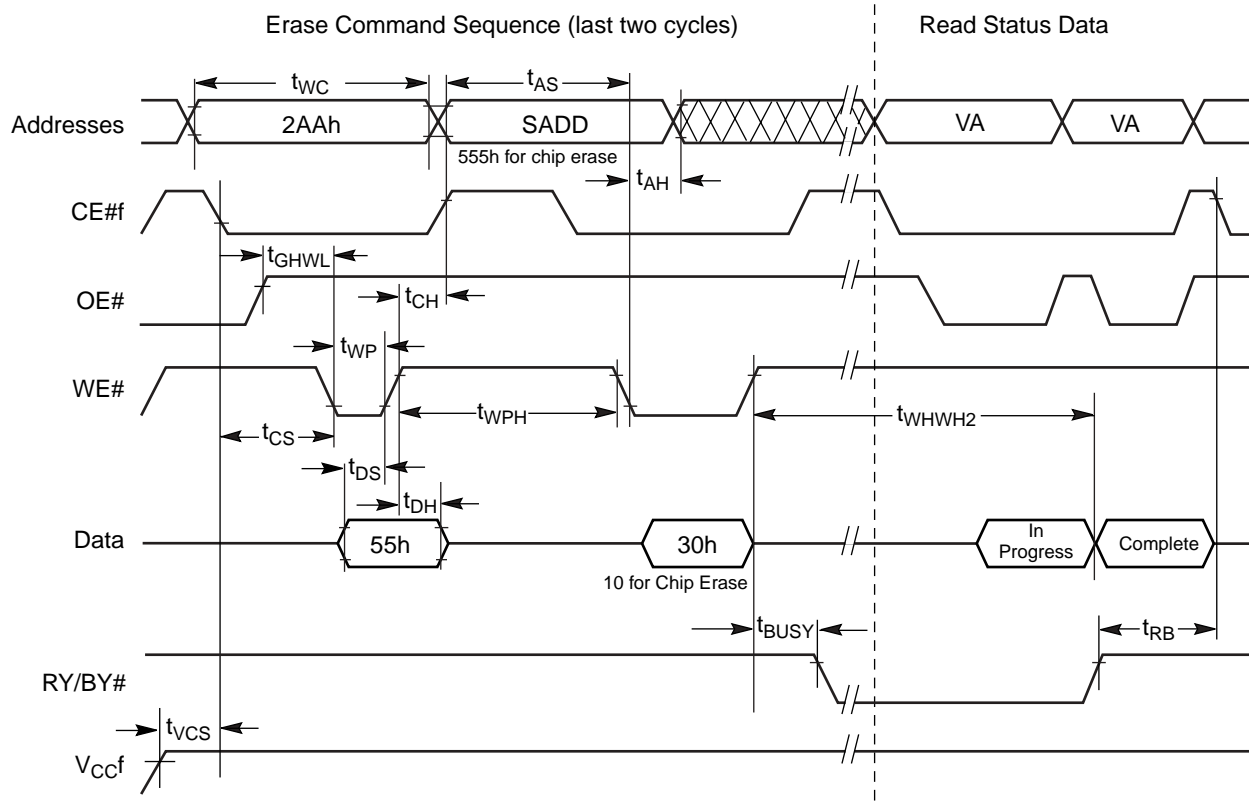 Erase Command Sequence (last two cycles) Read Status Data
tWC tAS
Addresses 2AAh SADD VA VA
555h for chip erase
tAH
CE#f
tGHWL
OE# tCH
tWP
WE#
tWPH tWHWH2
tCS
tDS
tDH
Data 55h 30h In Progress Complete
10 for Chip Erase
tBUSY tRB
RY/BY#
tVCS
VCCf